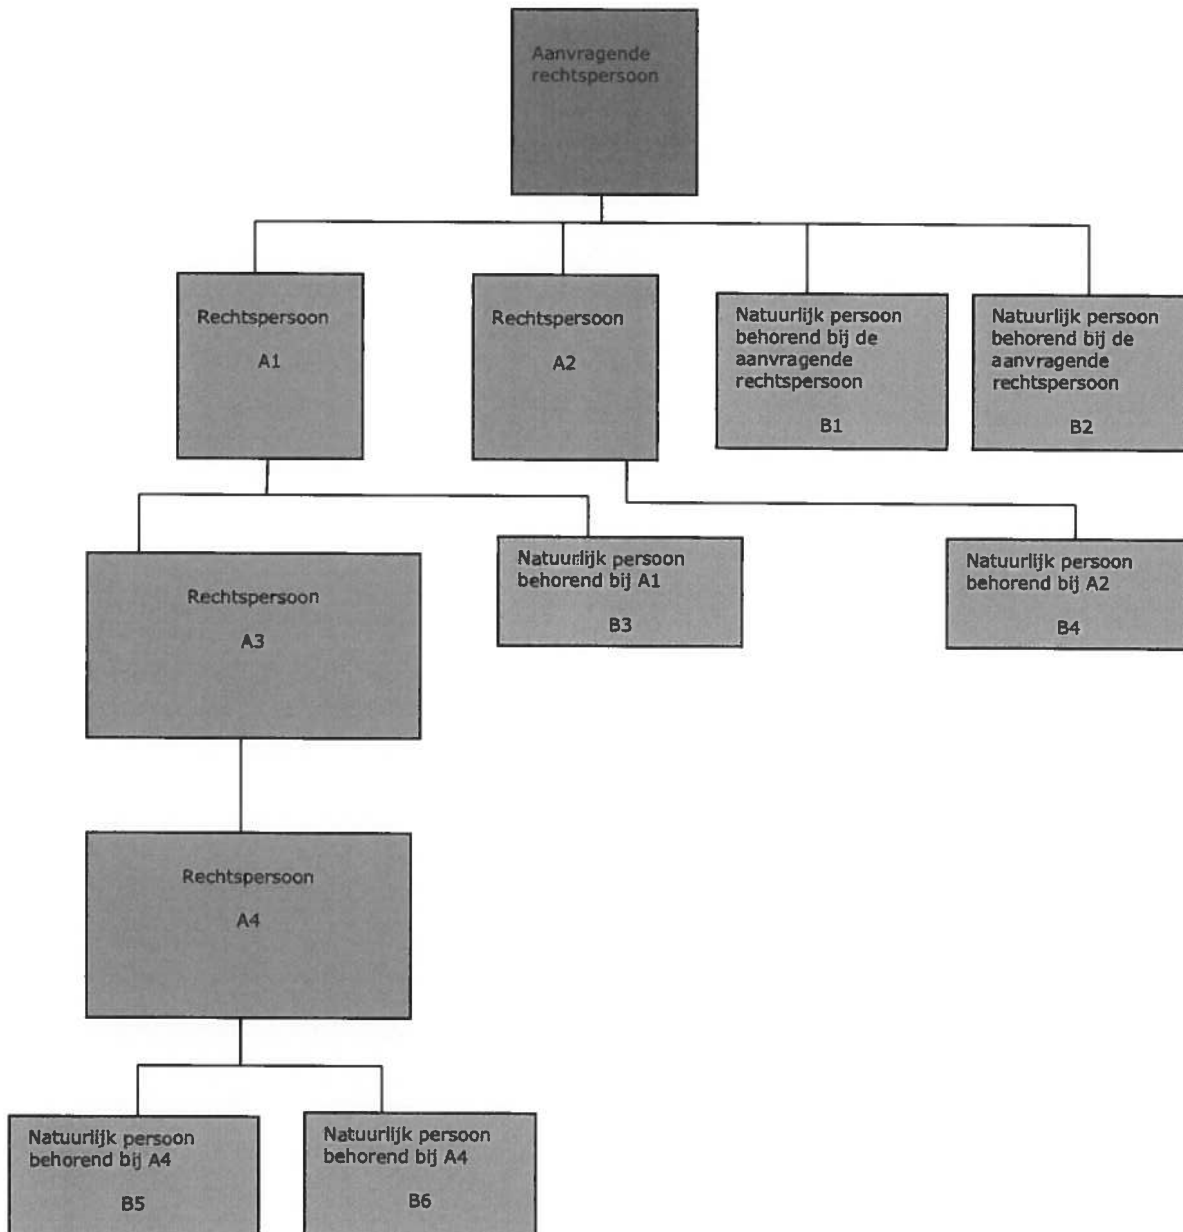 Aanvragende
rechtspersoon
Rechtspersoon
A1
Rechtspersoon
A2
Natuurlijk persoon
behorend bij de
aanvragende
rechtspersoon
B1
Natuurlijk persoon
behorend bij de
aanvragende
rechtspersoon
B2
Rechtspersoon
A3
Natuurlijk persoon
behorend bij A1
B3
Natuurlijk persoon
behorend bij A2
B4
Rechtspersoon
A4
Natuurlijk persoon
behorend bij A4
B5
Natuurlijk persoon
behorend bij A4
B6